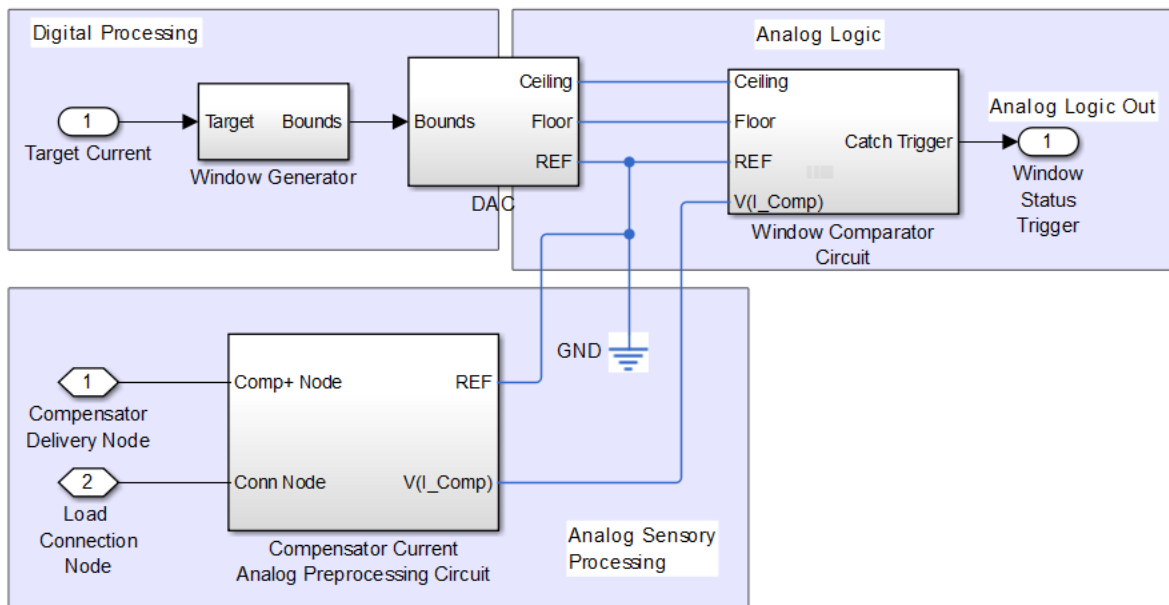 Digital Processing
Analog Logic
1
Target Current
Target
Bounds
Window Generator
Bounds
Ceiling
Floor
REF
DAC
Ceiling
Floor
REF
V(I_Comp)
Catch Trigger
Window Comparator
Circuit
Analog Logic Out
1
Window
Status
Trigger
GND
1
Compensator
Delivery Node
2
Load
Connection
Node
Comp+ Node
REF
Conn Node
V(I_Comp)
Compensator Current
Analog Preprocessing Circuit
Analog Sensory
Processing